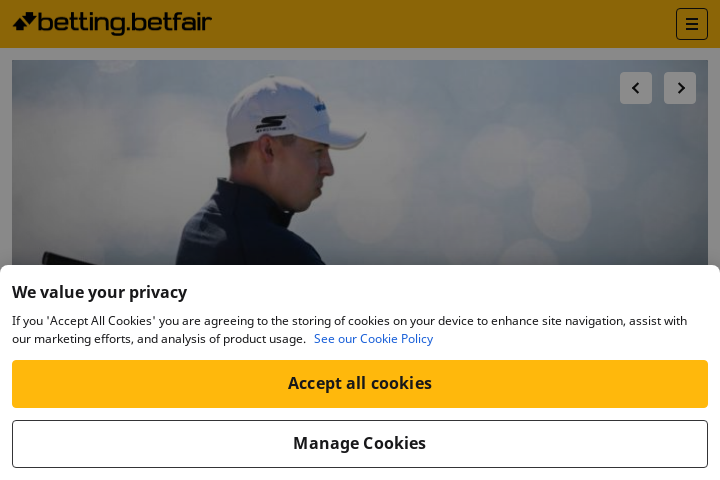 betting.betfair
We value your privacy
If you 'Accept All Cookies' you are agreeing to the storing of cookies on your device to enhance site navigation, assist with
our marketing efforts, and analysis of product usage. See our Cookie Policy
Accept all cookies
Manage Cookies